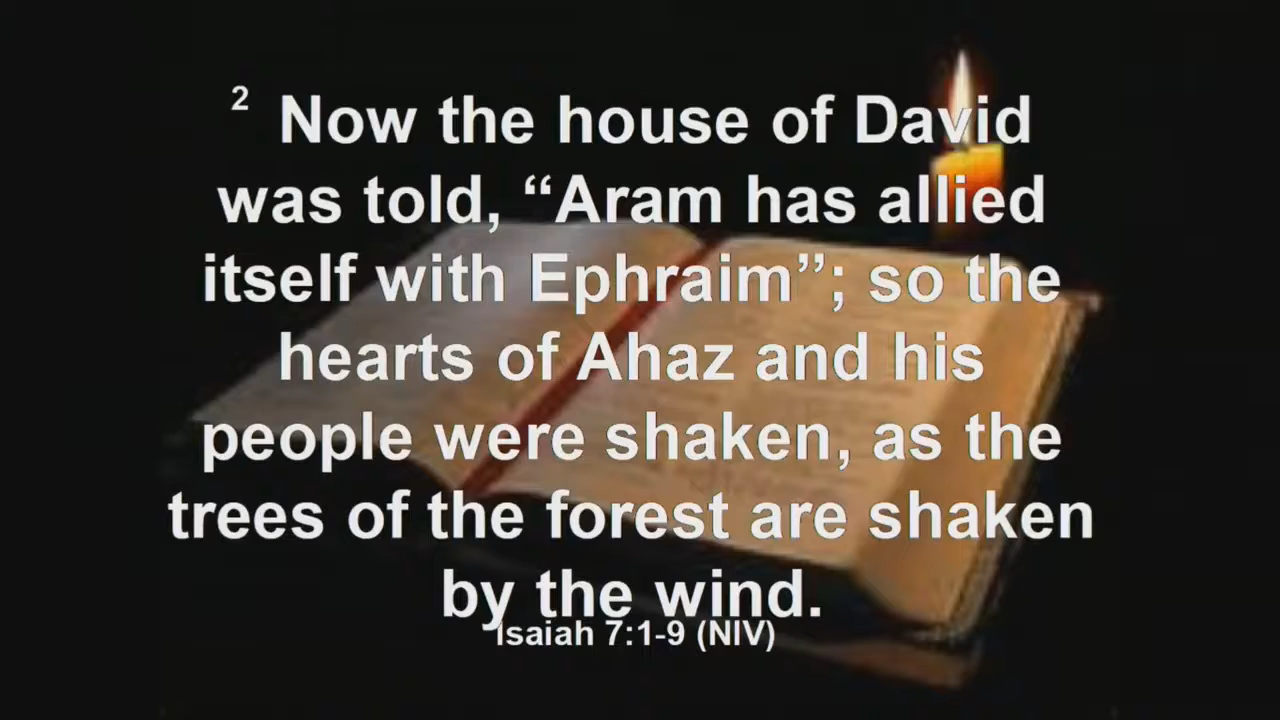 2 Now the house of David
was told, “Aram has allied
itself with Ephraim”; so the
hearts of Ahaz and his
people were shaken, as the
trees of the forest are shaken
by the wind.
Isaiah 7:1-9 (NIV)